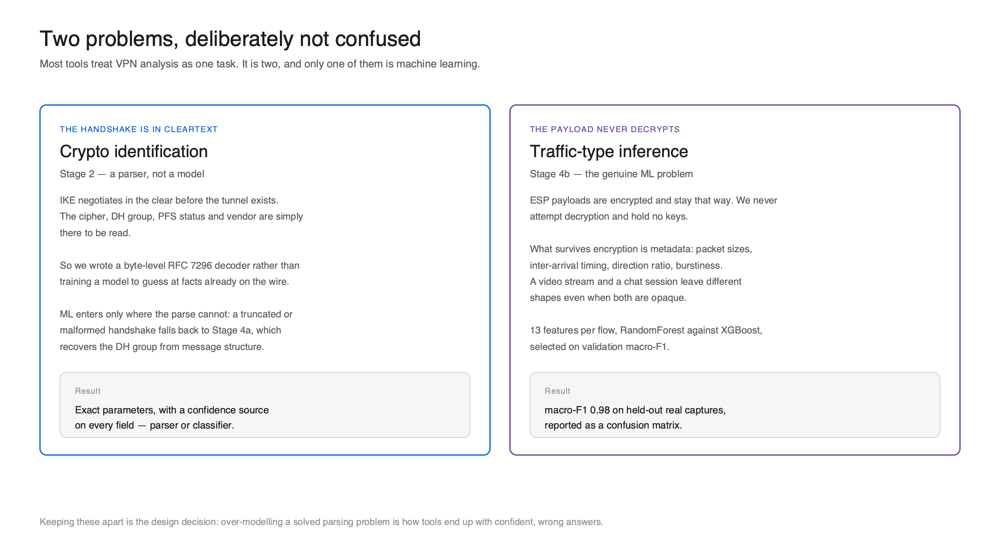 Two problems, deliberately not confused
Most tools treat VPN analysis as one task. It is two, and only one of them is machine learning.
THE HANDSHAKE IS IN CLEARTEXT
Crypto identification
Stage 2 — a parser, not a model
IKE negotiates in the clear before the tunnel exists.
The cipher, DH group, PFS status and vendor are simply
there to be read.
So we wrote a byte-level RFC 7296 decoder rather than
training a model to guess at facts already on the wire.
ML enters only where the parse cannot: a truncated or
malformed handshake falls back to Stage 4a, which
recovers the DH group from message structure.
Result
Exact parameters, with a confidence source
on every field — parser or classifier.
THE PAYLOAD NEVER DECRYPTS
Traffic-type inference
Stage 4b — the genuine ML problem
ESP payloads are encrypted and stay that way. We never
attempt decryption and hold no keys.
What survives encryption is metadata: packet sizes,
inter-arrival timing, direction ratio, burstiness.
A video stream and a chat session leave different
shapes even when both are opaque.
13 features per flow, RandomForest against XGBoost,
selected on validation macro-F1.
Result
macro-F1 0.98 on held-out real captures,
reported as a confusion matrix.
Keeping these apart is the design decision: over-modelling a solved parsing problem is how tools end up with confident, wrong answers.